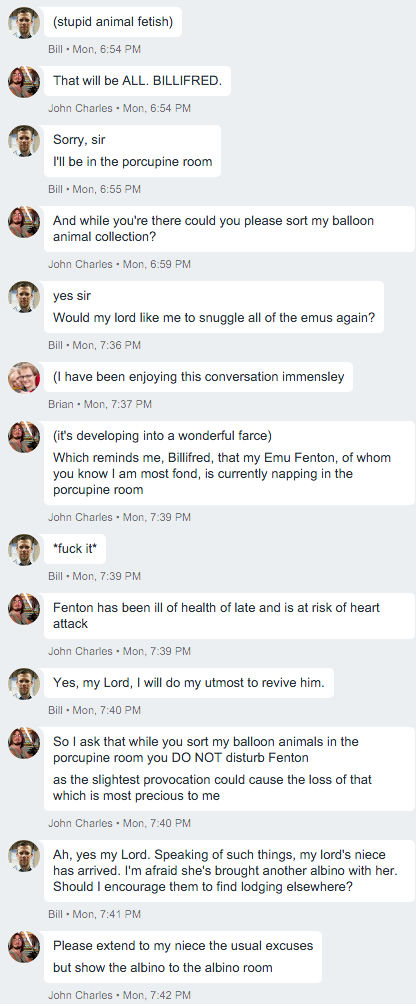 (stupid animal fetish)
Bill • Mon, 6:54 PM
That will be ALL. BILLIFRED.
John Charles • Mon, 6:54 PM
Sorry, sir
I'll be in the porcupine room
Bill • Mon, 6:55 PM
And while you're there could you please sort my balloon
animal collection?
John Charles • Mon, 6:59 PM
yes sir
Would my lord like me to snuggle all of the emus again?
Bill • Mon, 7:36 PM
(I have been enjoying this conversation immensley
Brian • Mon, 7:37 PM
(it's developing into a wonderful farce)
Which reminds me, Billifred, that my Emu Fenton, of whom
you know I am most fond, is currently napping in the
porcupine room
John Charles • Mon, 7:39 PM
*fuck it*
Bill • Mon, 7:39 PM
Fenton has been ill of health of late and is at risk of heart
attack
John Charles • Mon, 7:39 PM
Yes, my Lord, I will do my utmost to revive him.
Bill • Mon, 7:40 PM
So I ask that while you sort my balloon animals in the
porcupine room you DO NOT disturb Fenton
as the slightest provocation could cause the loss of that
which is most precious to me
John Charles • Mon, 7:40 PM
Ah, yes my Lord. Speaking of such things, my lord's niece
has arrived. I'm afraid she's brought another albino with her.
Should I encourage them to find lodging elsewhere?
Bill • Mon, 7:41 PM
Please extend to my niece the usual excuses
but show the albino to the albino room
John Charles • Mon, 7:42 PM